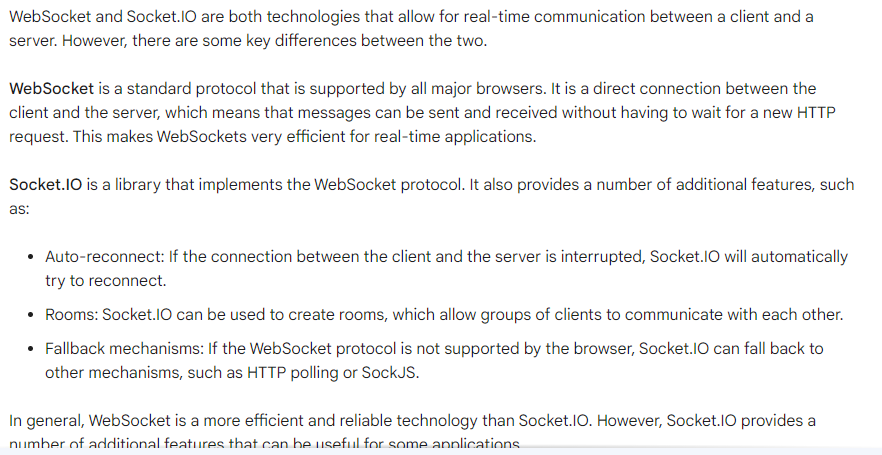 WebSocket and Socket.IO are both technologies that allow for real-time communication between a client and a
server. However, there are some key differences between the two.
WebSocket is a standard protocol that is supported by all major browsers. It is a direct connection between the
client and the server, which means that messages can be sent and received without having to wait for a new HTTP
request. This makes WebSockets very efficient for real-time applications.
Socket.IO is a library that implements the WebSocket protocol. It also provides a number of additional features, such
as:
• Auto-reconnect: If the connection between the client and the server is interrupted, Socket.IO will automatically
try to reconnect.
• Rooms: Socket.IO can be used to create rooms, which allow groups of clients to communicate with each other.
• Fallback mechanisms: If the WebSocket protocol is not supported by the browser, Socket.IO can fall back to
other mechanisms, such as HTTP polling or SockJS.
In general, WebSocket is a more efficient and reliable technology than Socket.IO. However, Socket.IO provides a
number of additional features that can be useful for some applications